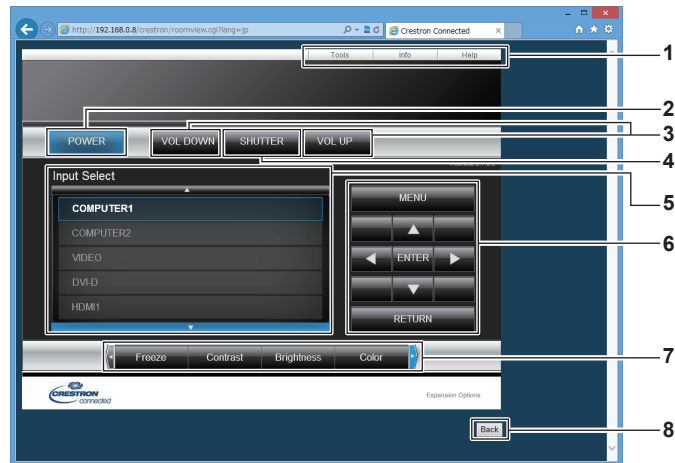 http://192.168.0.8/crestron/roomview.cgi?lang=jp
Crestron Connected
Tools Info Help
1
2
POWER VOL DOWN SHUTTER VOL UP
3
4
Input Select
MENU
5
COMPUTER1
COMPUTER2
6
VIDEO
ENTER
DVI-D
HDMI1
RETURN
Freeze Contrast Brightness Color
7
CRESTRON
connected
Expansion Options
Back
8